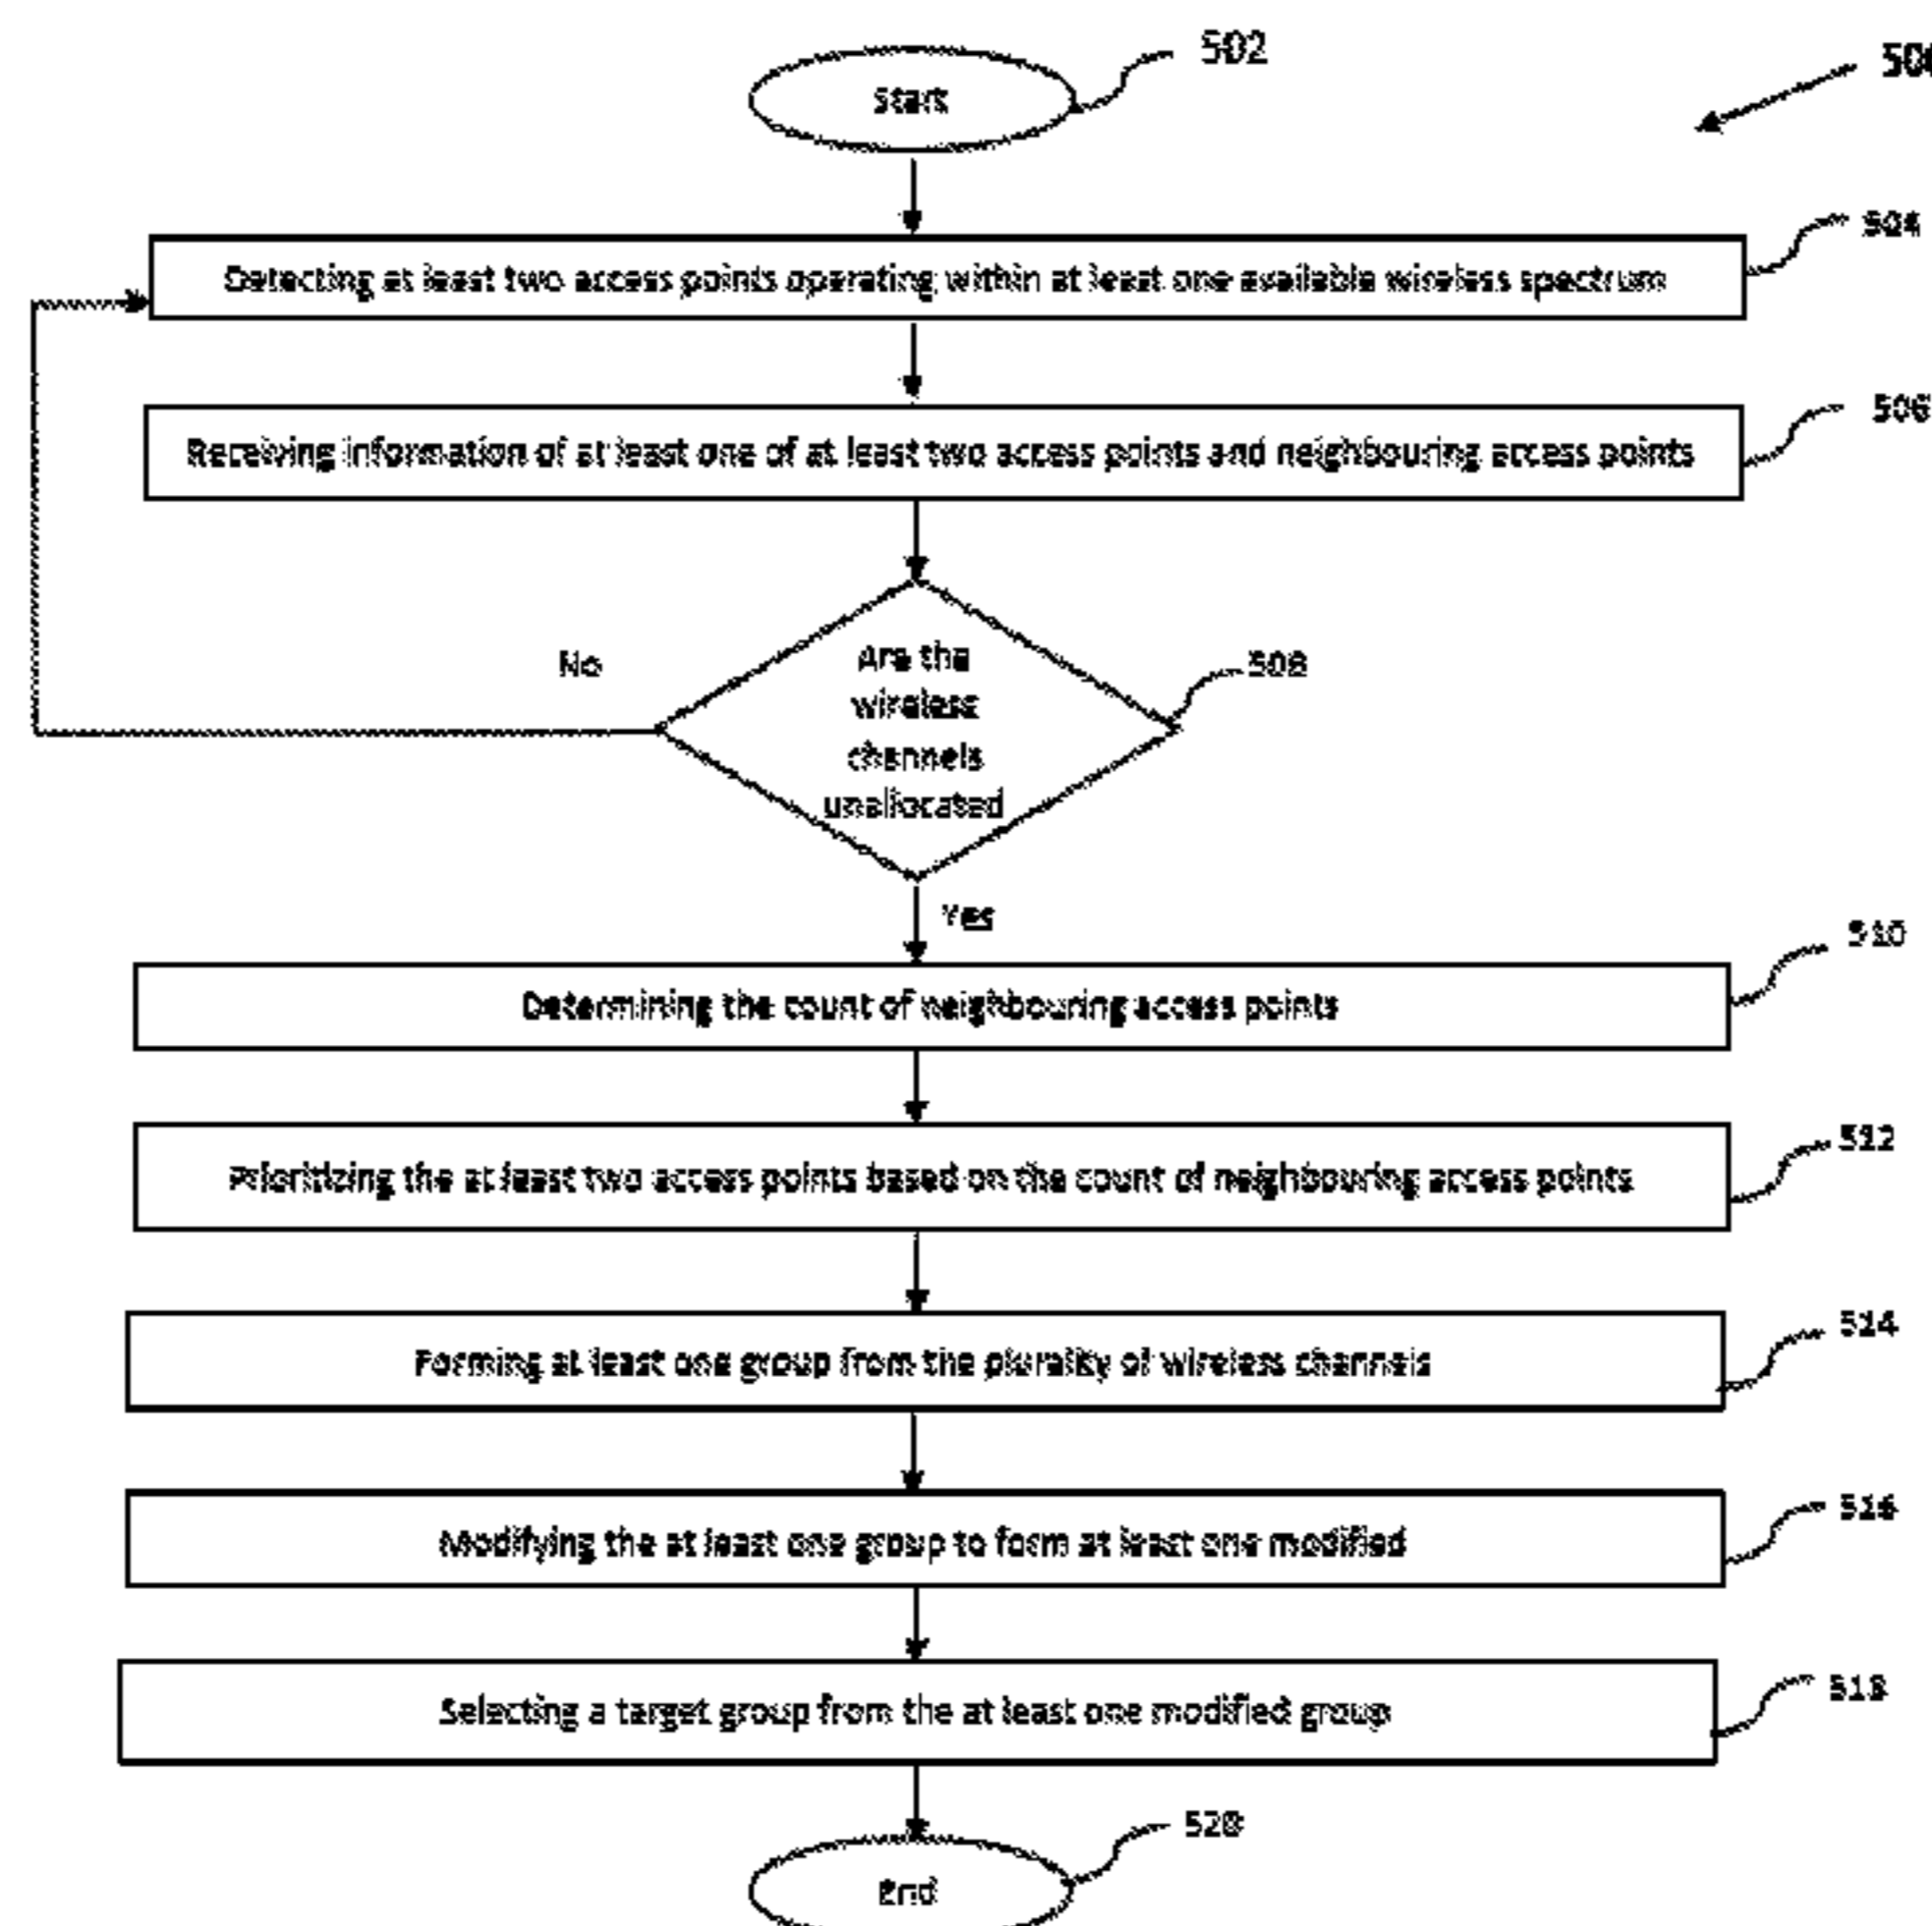 502
Start
504
Detecting at least two access points operating within at least one available wireless spectrum
506
Receiving information of at least one of at least two access points and neighbouring access points
No
Are the
wireless
channels
unallocated
508
Yes
510
Determining the count of neighbouring access points
512
Prioritizing the at least two access points based on the count of neighbouring access points
514
Forming at least one group from the plurality of wireless channels
516
Modifying the at least one group to form at least one modified
518
Selecting a target group from the at least one modified group
520
End